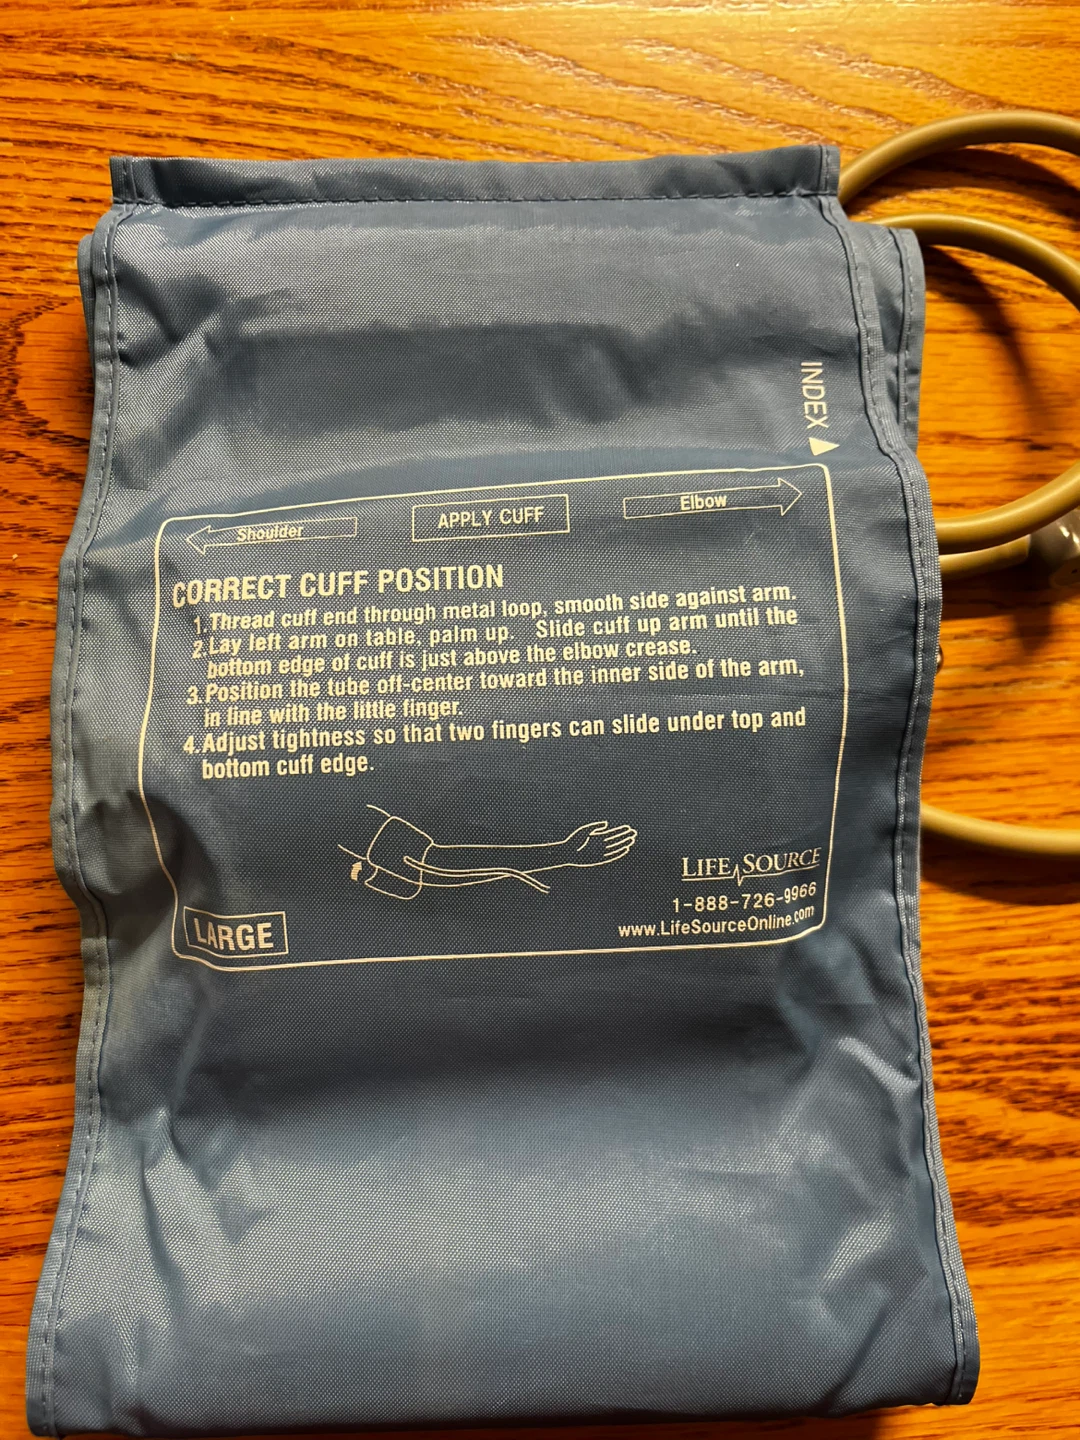 INDEX ▲
Shoulder APPLY CUFF Elbow
CORRECT CUFF POSITION
1.Thread cuff end through metal loop, smooth side against arm.
2.Lay left arm on table, palm up. Slide cuff up arm until the
bottom edge of cuff is just above the elbow crease.
3.Position the tube off-center toward the inner side of the arm,
in line with the little finger.
4.Adjust tightness so that two fingers can slide under top and
bottom cuff edge.
LIFE SOURCE
1-888-726-9966
www.LifeSourceOnline.com
LARGE